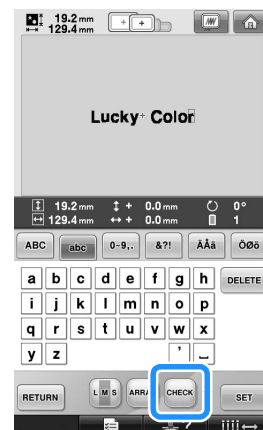 19.2 mm
129.4 mm
Lucky Color
19.2 mm + 0.0 mm 0°
129.4 mm + 0.0 mm 1
ABC abc 0-9,. &?! ÄÅä ÖØö
a b c d e f g h DELETE
i j k l m n o p
q r s t u v w x
y z ' ⌴
RETURN L M S ARRA CHECK SET
?